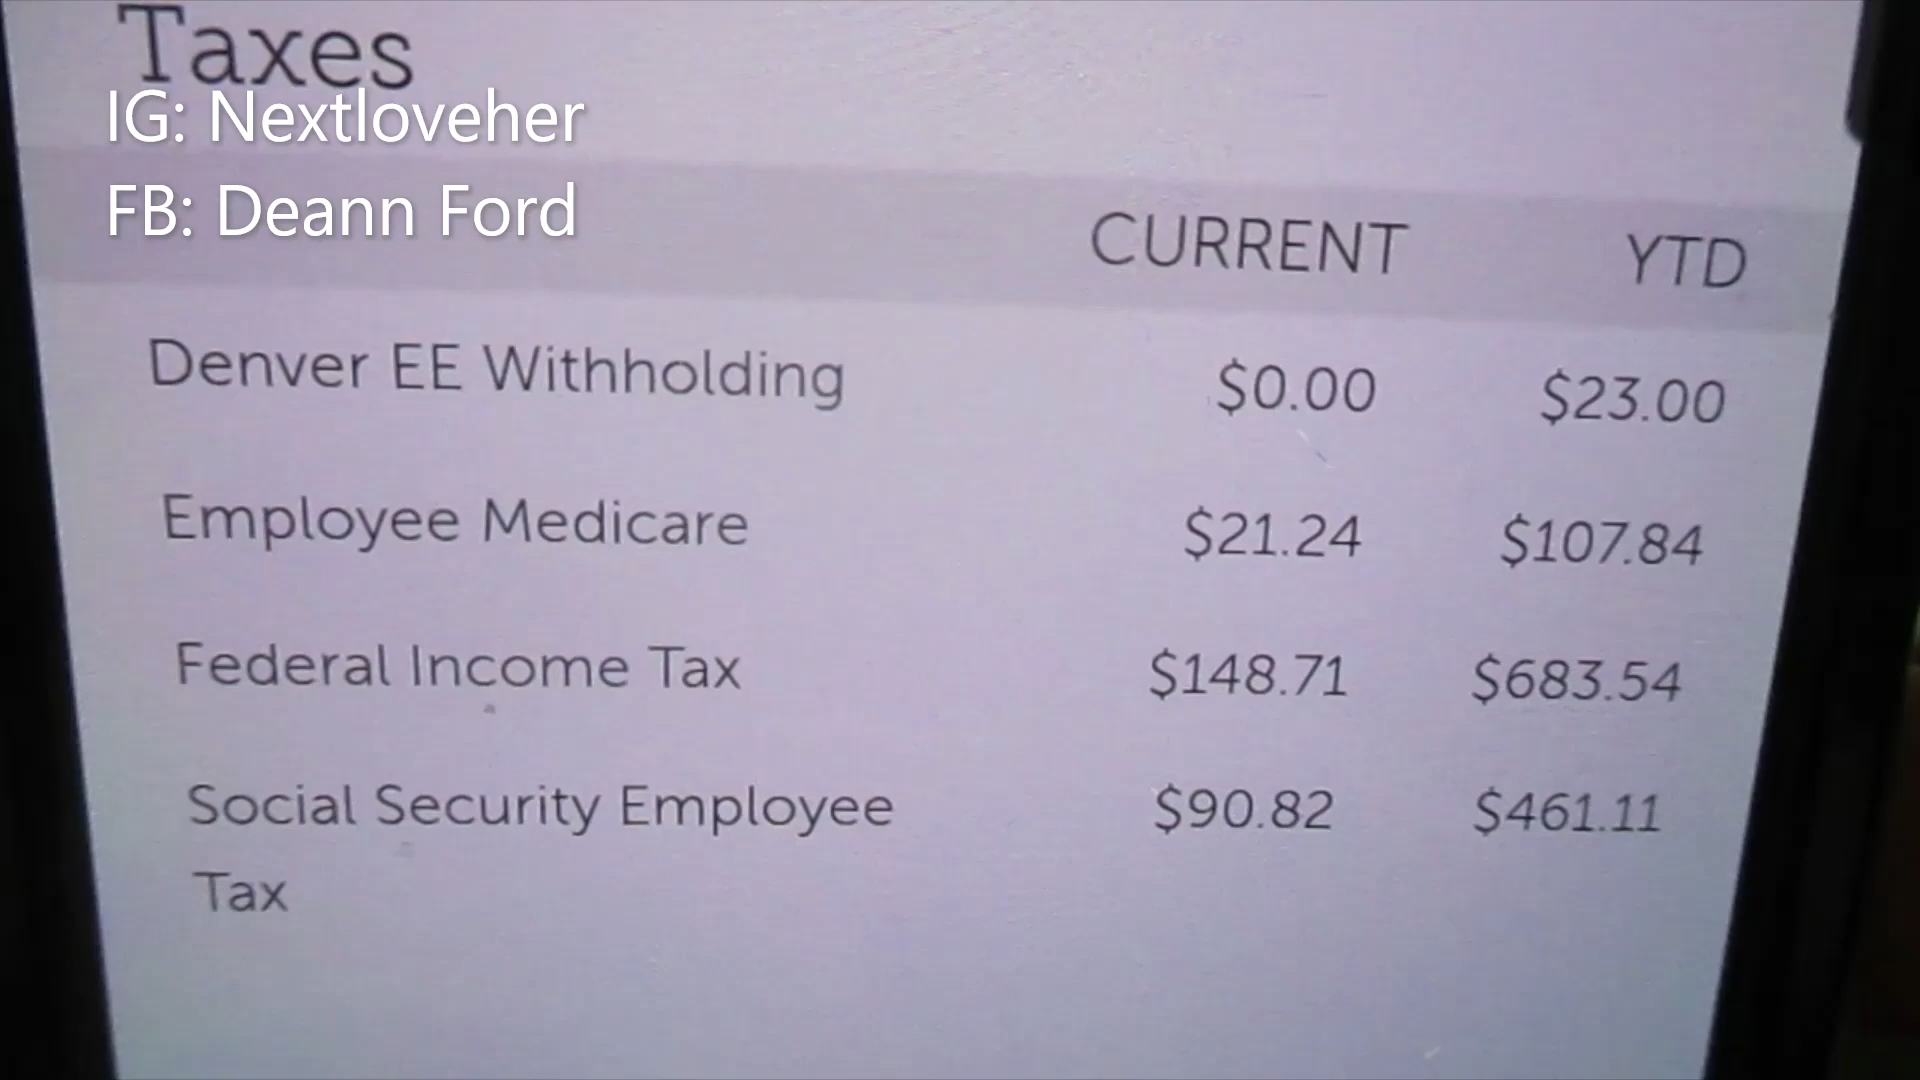 Taxes
IG: Nextloveher
FB: Deann Ford
CURRENT YTD
Denver EE Withholding $0.00 $23.00
Employee Medicare $21.24 $107.84
Federal Income Tax $148.71 $683.54
Social Security Employee $90.82 $461.11
Tax